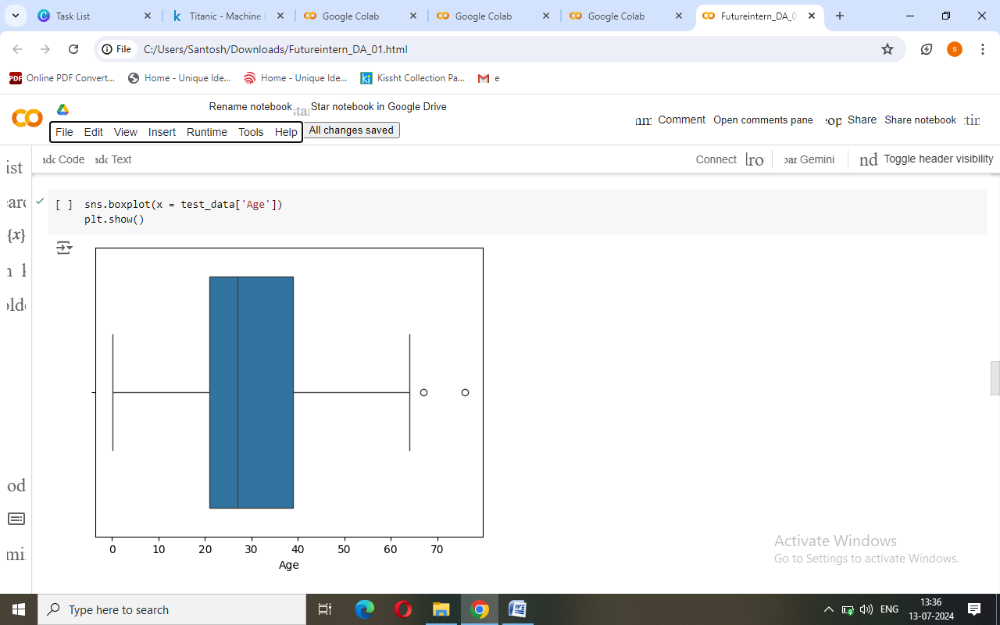 Task List
Titanic - Machine L
Google Colab
Google Colab
Google Colab
Futureintern_DA_0
File
C:/Users/Santosh/Downloads/Futureintern_DA_01.html
s
PDF
Online PDF Convert...
Home - Unique Ide...
Home - Unique Ide...
ki
Kissht Collection Pa...
e
Rename notebook
Star notebook in Google Drive
File Edit View Insert Runtime Tools Help
All changes saved
Comment
Open comments pane
Share
Share notebook
Code
Text
Connect
Gemini
Toggle header visibility
{x}
[ ]
sns.boxplot(x = test_data['Age'])
plt.show()
0 10 20 30 40 50 60 70
Age
Activate Windows
Go to Settings to activate Windows.
Type here to search
ENG
13:36
13-07-2024